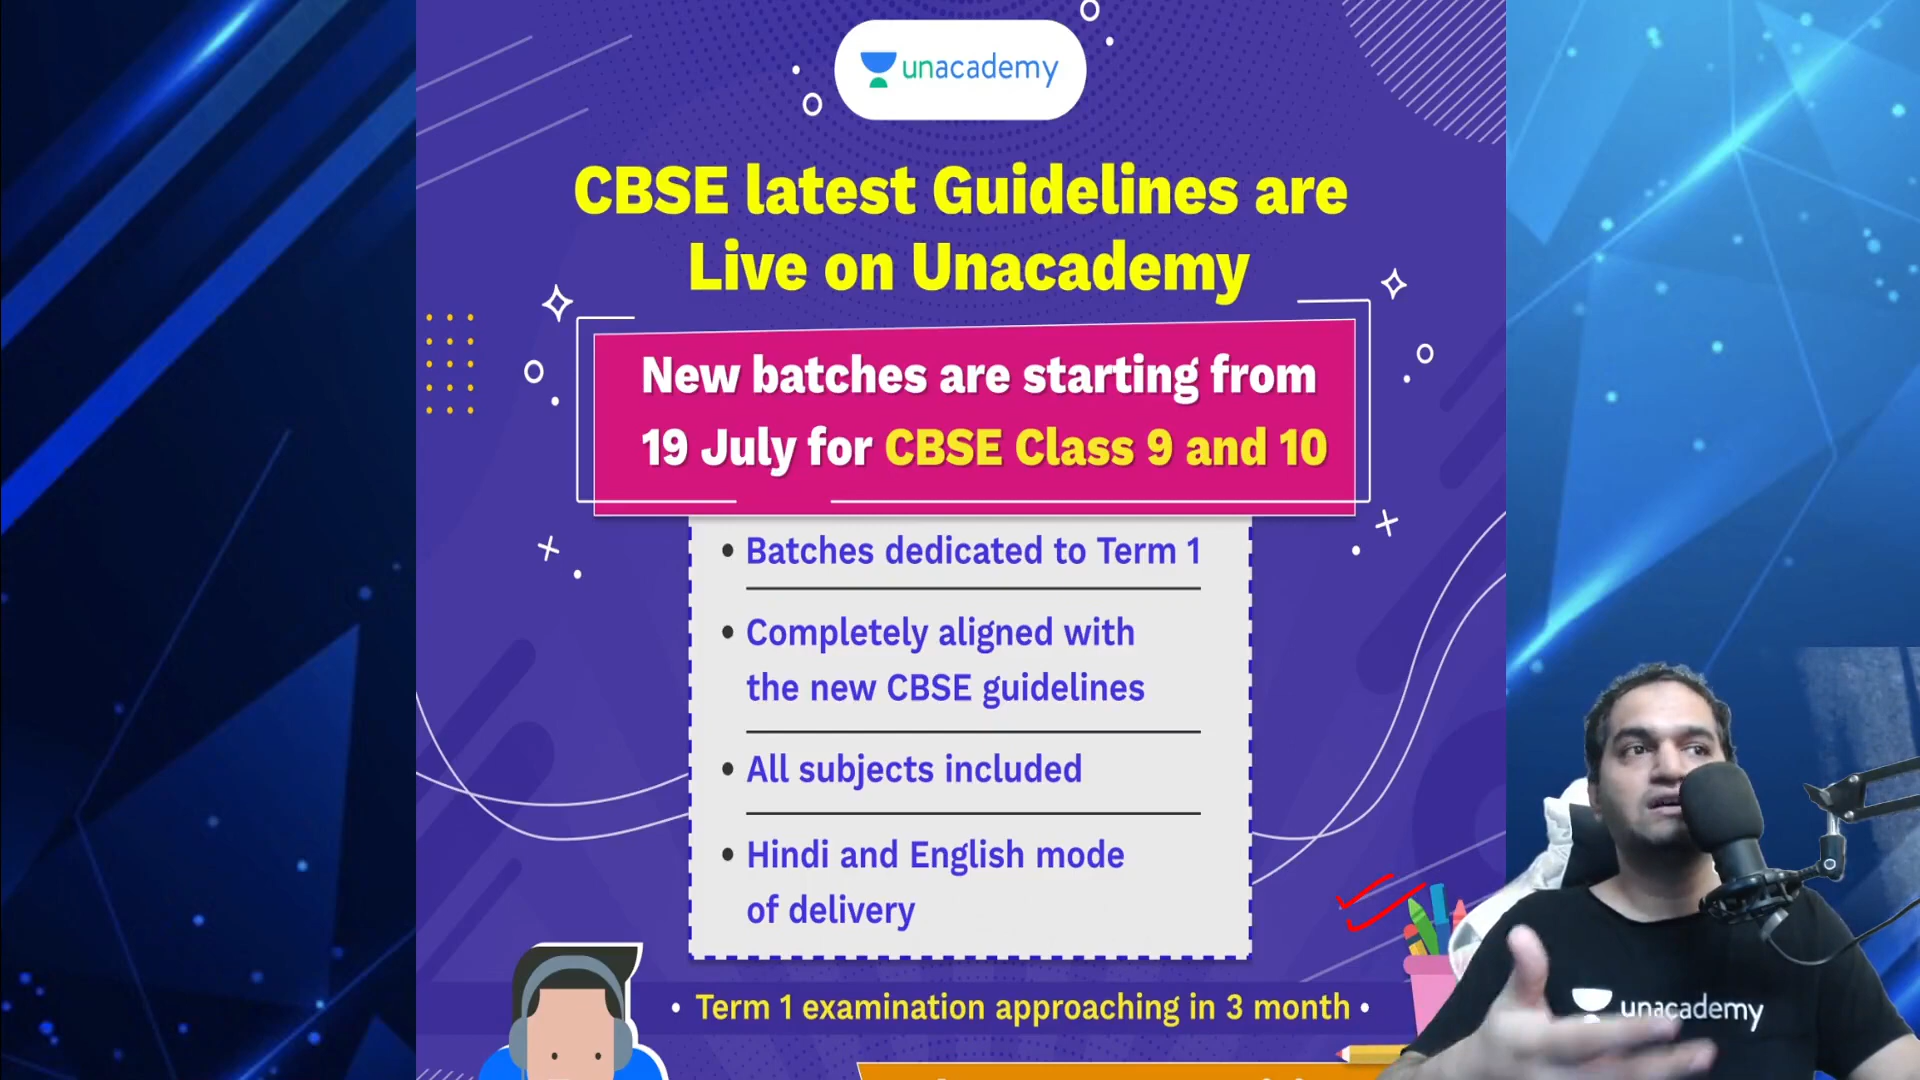 unacademy
CBSE latest Guidelines are
Live on Unacademy
New batches are starting from
19 July for CBSE Class 9 and 10
• Batches dedicated to Term 1
• Completely aligned with
the new CBSE guidelines
• All subjects included
• Hindi and English mode
of delivery
• Term 1 examination approaching in 3 month •
unacademy